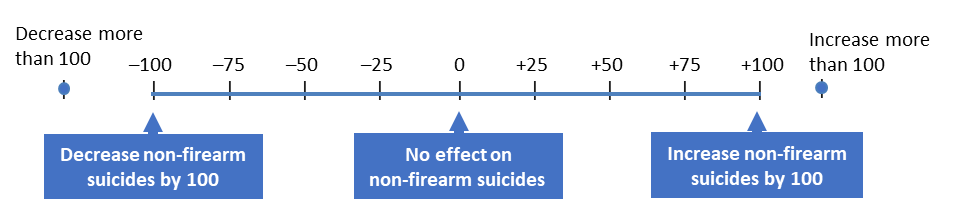 Decrease more
than 100
Increase more
than 100
–100 –75 –50 –25 0 +25 +50 +75 +100
Decrease non-firearm
suicides by 100
No effect on
non-firearm suicides
Increase non-firearm
suicides by 100